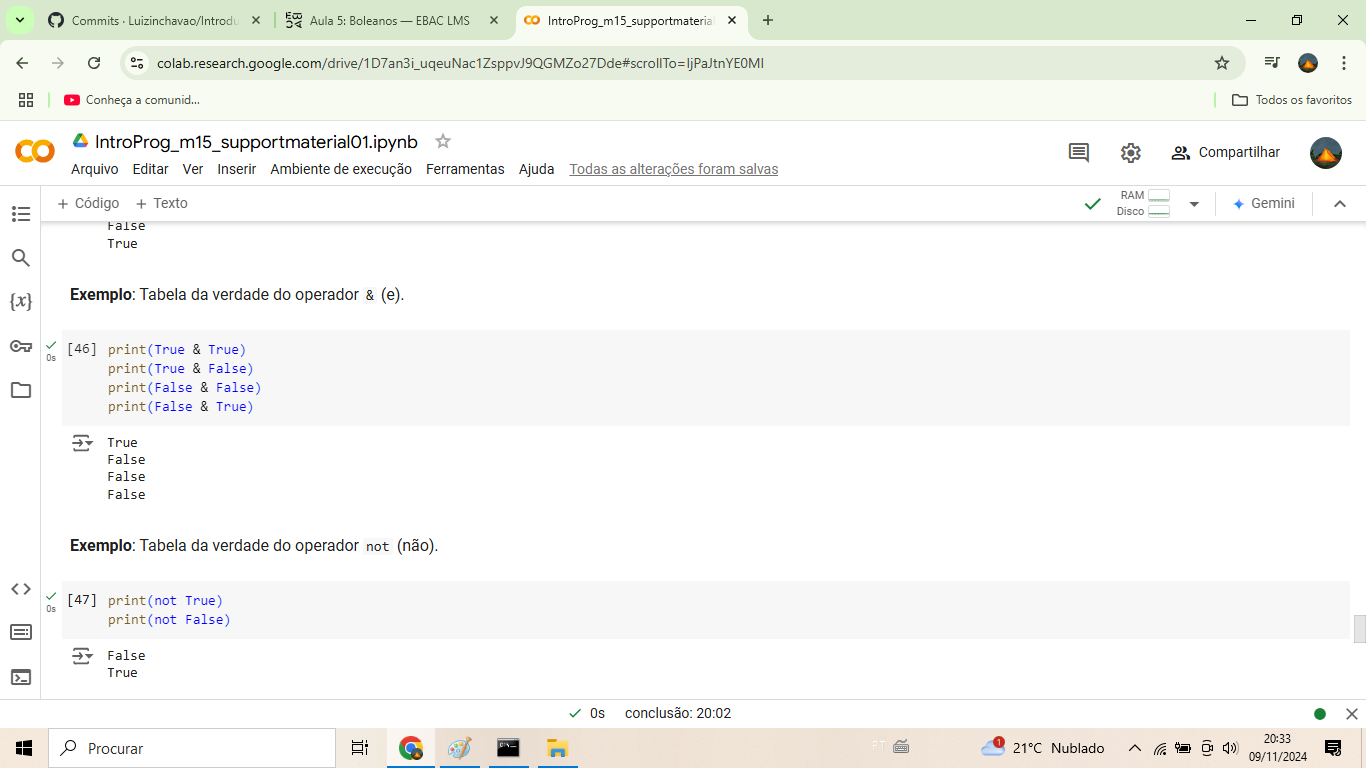 Commits · Luizinchavao/Introdu
Aula 5: Boleanos — EBAC LMS
IntroProg_m15_supportmaterial
colab.research.google.com/drive/1D7an3i_uqeuNac1ZsppvJ9QGMZo27Dde#scrollTo=IjPaJtnYE0MI
Conheça a comunid...
Todos os favoritos
IntroProg_m15_supportmaterial01.ipynb
Arquivo Editar Ver Inserir Ambiente de execução Ferramentas Ajuda Todas as alterações foram salvas
Compartilhar
+ Código + Texto
RAM
Disco
Gemini
False
True
Exemplo: Tabela da verdade do operador & (e).
0s
[46] print(True & True)
print(True & False)
print(False & False)
print(False & True)
True
False
False
False
Exemplo: Tabela da verdade do operador not (não).
0s
[47] print(not True)
print(not False)
False
True
0s conclusão: 20:02
Procurar
PT
1
21°C Nublado
20:33
09/11/2024